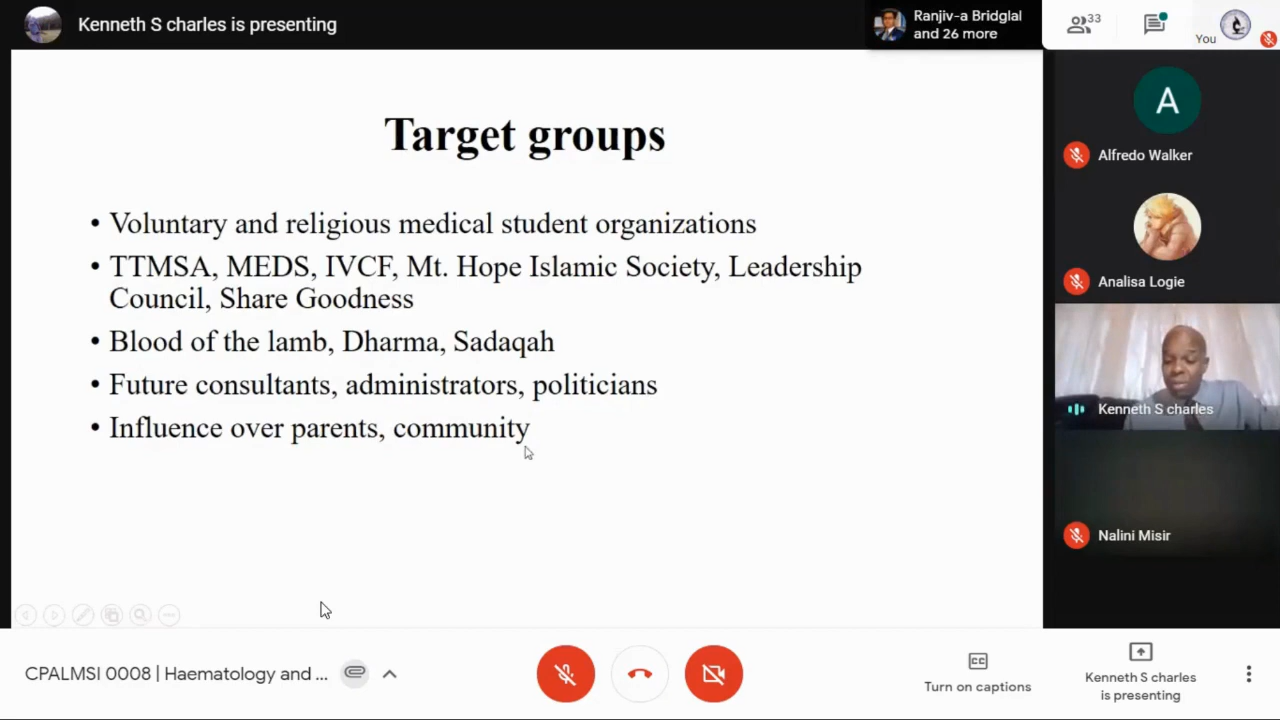 Kenneth S charles is presenting
Ranjiv-a Bridglal
and 26 more
33
You
Target groups
• Voluntary and religious medical student organizations
• TTMSA, MEDS, IVCF, Mt. Hope Islamic Society, Leadership
Council, Share Goodness
• Blood of the lamb, Dharma, Sadaqah
• Future consultants, administrators, politicians
• Influence over parents, community
A
Alfredo Walker
Analisa Logie
Kenneth S charles
Nalini Misir
CPALMSI 0008 | Haematology and ...
CC
Turn on captions
Kenneth S charles
is presenting